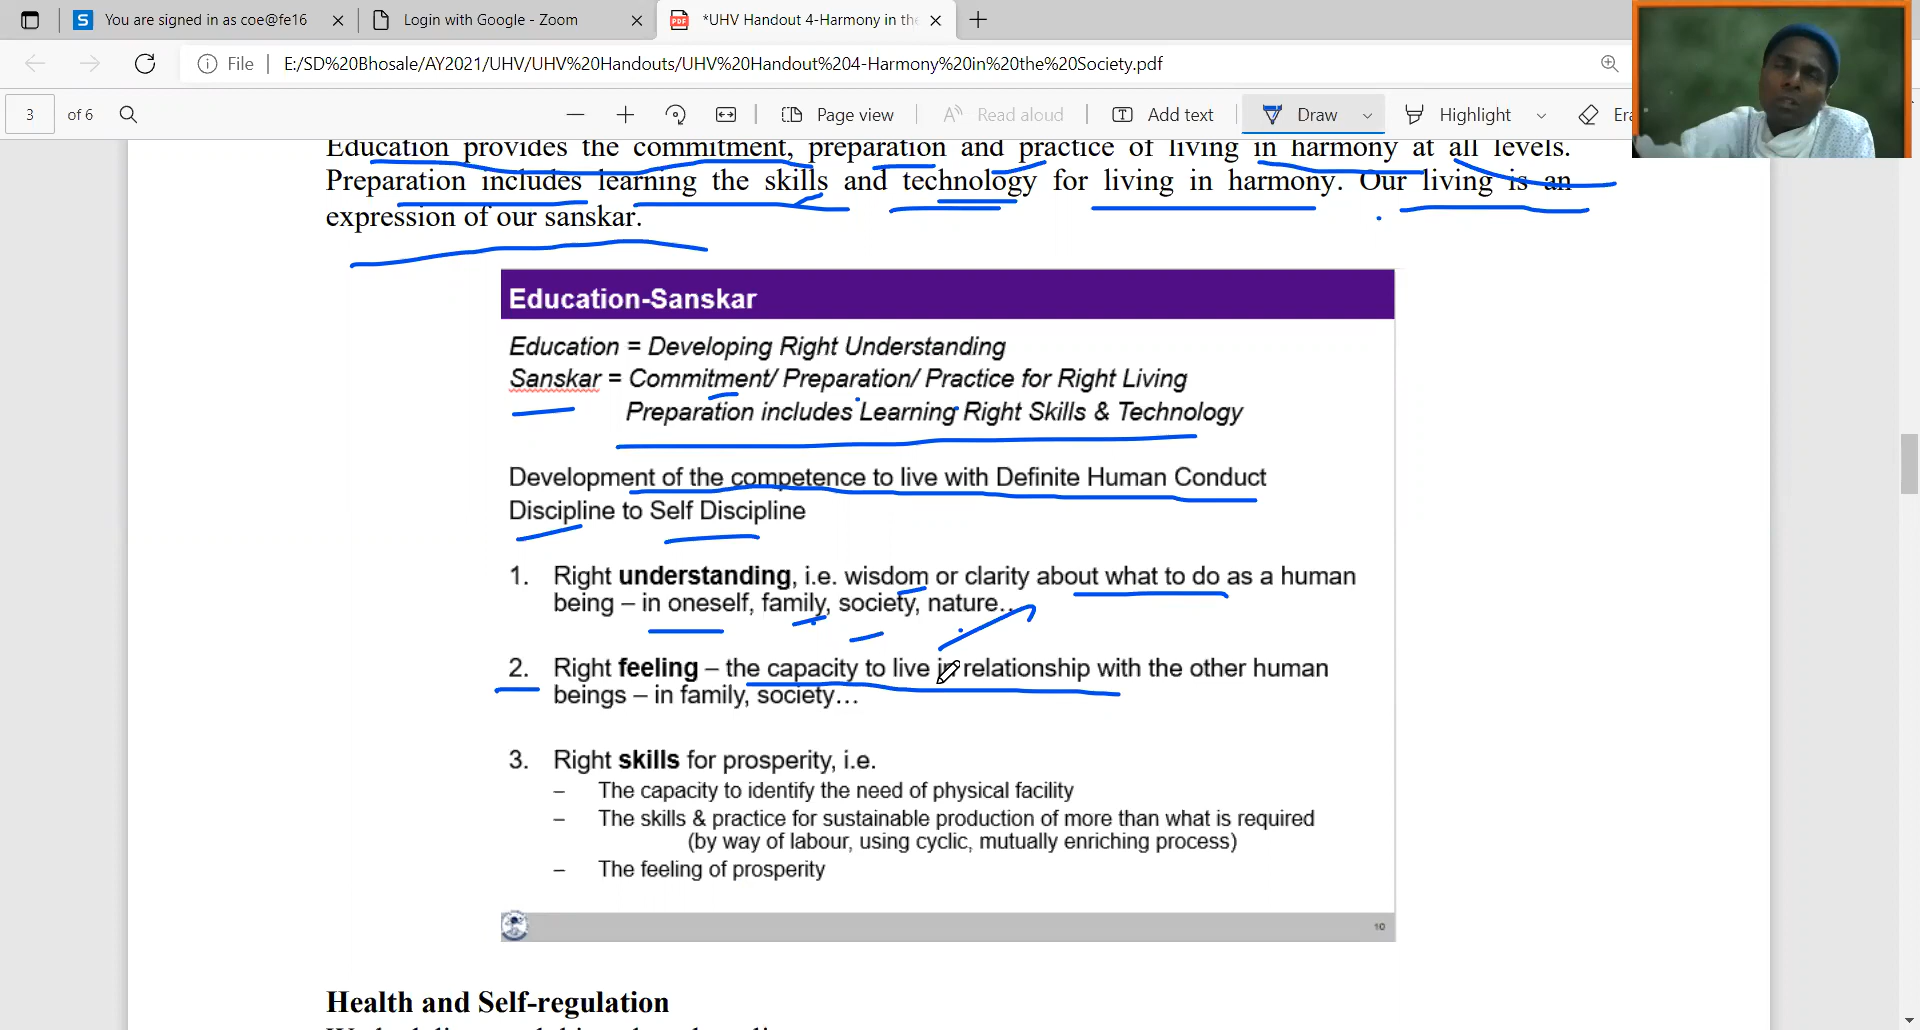 You are signed in as coe@fe16
Login with Google - Zoom
*UHV Handout 4-Harmony in the
File
E:/SD%20Bhosale/AY2021/UHV/UHV%20Handouts/UHV%20Handout%204-Harmony%20in%20the%20Society.pdf
3 of 6
Page view
Read aloud
Add text
Draw
Highlight
Era
Education provides the commitment, preparation and practice of living in harmony at all levels.
Preparation includes learning the skills and technology for living in harmony. Our living is an
expression of our sanskar.
Education-Sanskar
Education = Developing Right Understanding
Sanskar = Commitment/ Preparation/ Practice for Right Living
Preparation includes Learning Right Skills & Technology
Development of the competence to live with Definite Human Conduct
Discipline to Self Discipline
1. Right understanding, i.e. wisdom or clarity about what to do as a human
being – in oneself, family, society, nature…
2. Right feeling – the capacity to live in relationship with the other human
beings – in family, society…
3. Right skills for prosperity, i.e.
– The capacity to identify the need of physical facility
– The skills & practice for sustainable production of more than what is required
(by way of labour, using cyclic, mutually enriching process)
– The feeling of prosperity
10
Health and Self-regulation